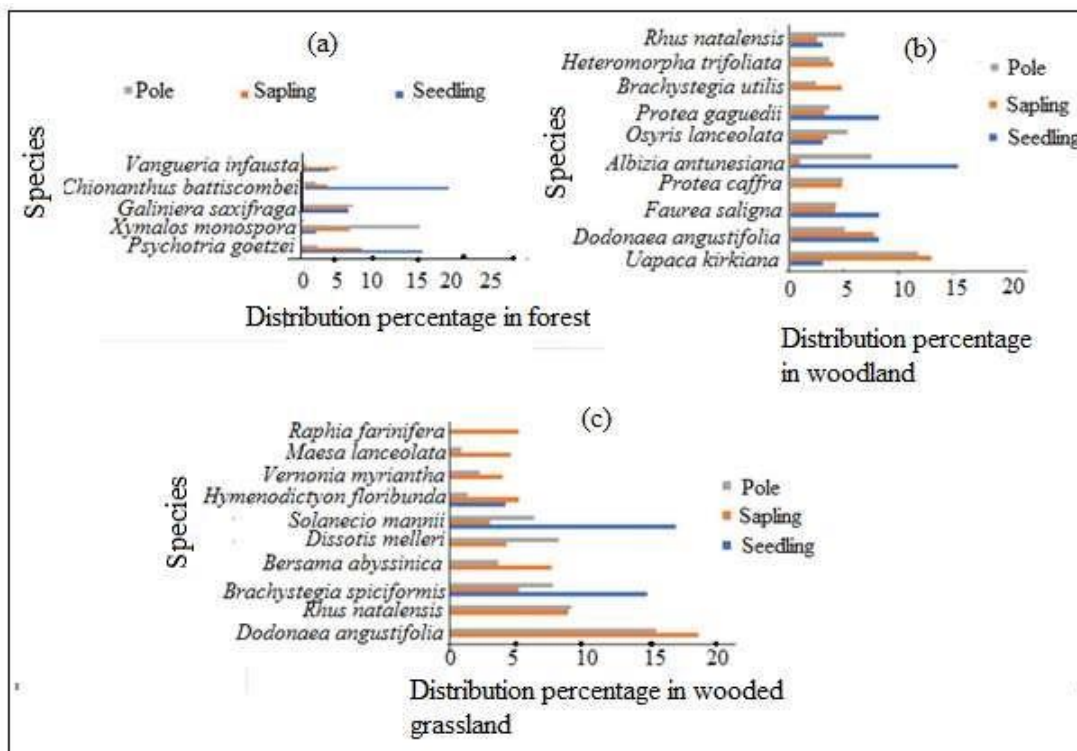 (a)
Pole Sapling Seedling
Species
Vangueria infausta
Chionanthus battiscombei
Galiniera saxifraga
Xymalos monospora
Psychotria goetzei
0 5 10 15 20 25
Distribution percentage in forest
(b)
Species
Rhus natalensis
Heteromorpha trifoliata
Brachystegia utilis
Protea gaguedii
Osyris lanceolata
Albizia antunesiana
Protea caffra
Faurea saligna
Dodonaea angustifolia
Uapaca kirkiana
Pole
Sapling
Seedling
0 5 10 15 20
Distribution percentage
in woodland
(c)
Species
Raphia farinifera
Maesa lanceolata
Vernonia myriantha
Hymenodictyon floribunda
Solanecio mannii
Dissotis melleri
Bersama abyssinica
Brachystegia spiciformis
Rhus natalensis
Dodonaea angustifolia
Pole
Sapling
Seedling
0 5 10 15 20
Distribution percentage in wooded
grassland